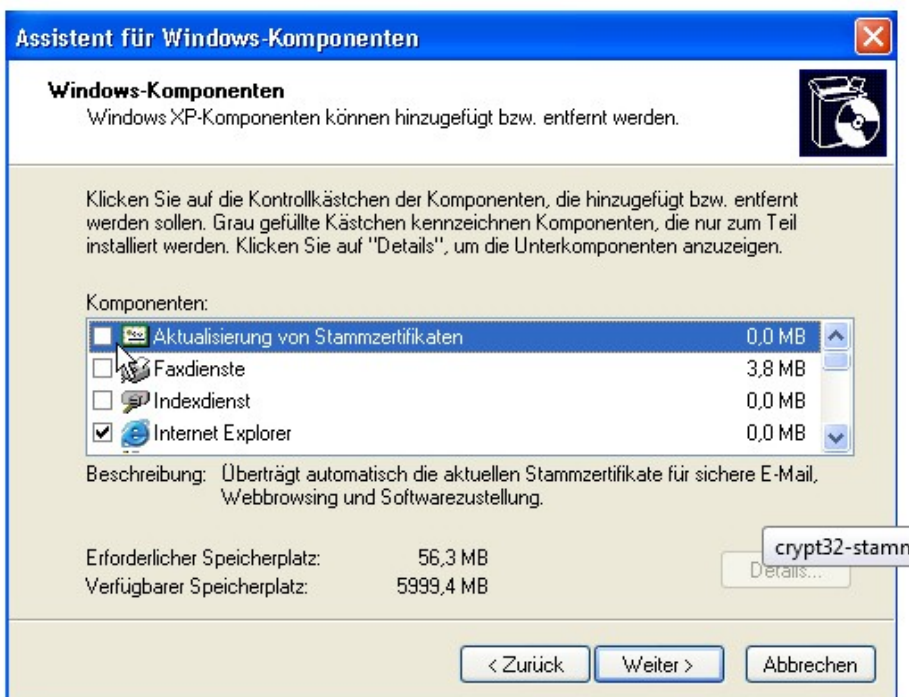 Assistent für Windows-Komponenten
Windows-Komponenten
Windows XP-Komponenten können hinzugefügt bzw. entfernt werden.
Klicken Sie auf die Kontrollkästchen der Komponenten, die hinzugefügt bzw. entfernt
werden sollen. Grau gefüllte Kästchen kennzeichnen Komponenten, die nur zum Teil
installiert werden. Klicken Sie auf "Details", um die Unterkomponenten anzuzeigen.
Komponenten:
Aktualisierung von Stammzertifikaten 0,0 MB
Faxdienste 3,8 MB
Indexdienst 0,0 MB
Internet Explorer 0,0 MB
Beschreibung: Überträgt automatisch die aktuellen Stammzertifikate für sichere E-Mail,
Webbrowsing und Softwarezustellung.
Erforderlicher Speicherplatz: 56,3 MB
crypt32-stamm
Verfügbarer Speicherplatz: 5999,4 MB
Details...
< Zurück Weiter > Abbrechen